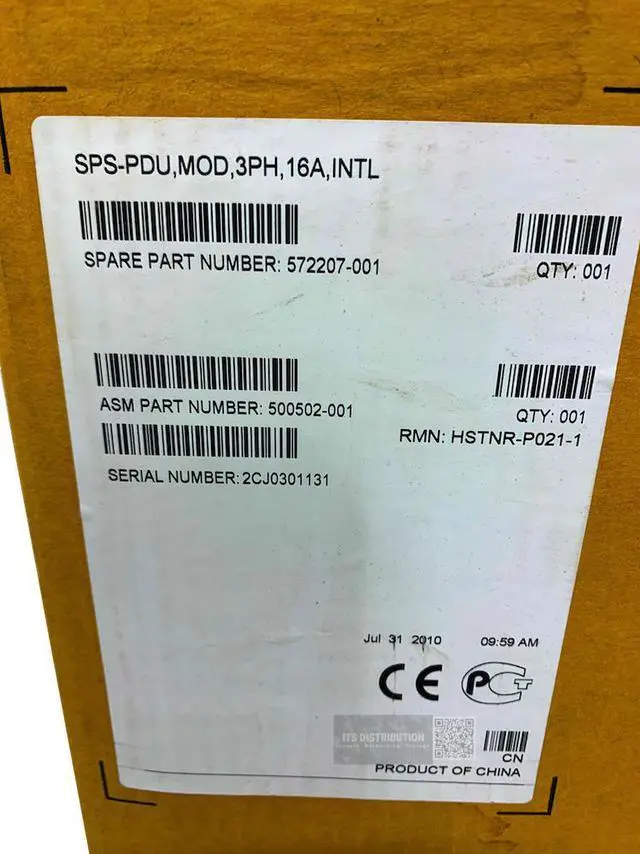 SPS-PDU,MOD,3PH,16A,INTL
SPARE PART NUMBER: 572207-001
QTY: 001
ASM PART NUMBER: 500502-001
QTY: 001
RMN: HSTNR-P021-1
SERIAL NUMBER: 2CJ0301131
Jul 31 2010 09:59 AM
CE PCT
ITS DISTRIBUTION
CN
PRODUCT OF CHINA